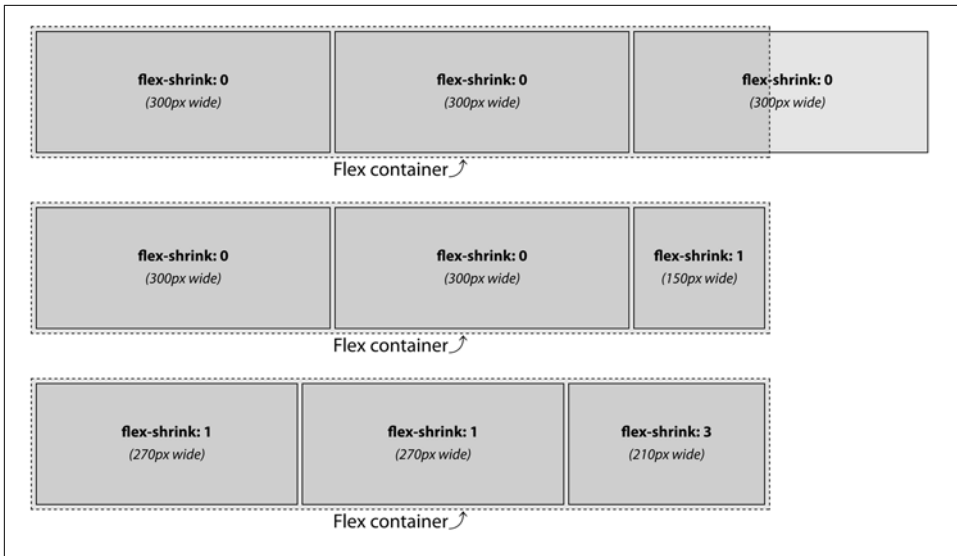 flex-shrink: 0 flex-shrink: 0 flex-shrink: 0
(300px wide) (300px wide) (300px wide)
Flex container
flex-shrink: 0 flex-shrink: 0 flex-shrink: 1
(300px wide) (300px wide) (150px wide)
Flex container
flex-shrink: 1 flex-shrink: 1 flex-shrink: 3
(270px wide) (270px wide) (210px wide)
Flex container